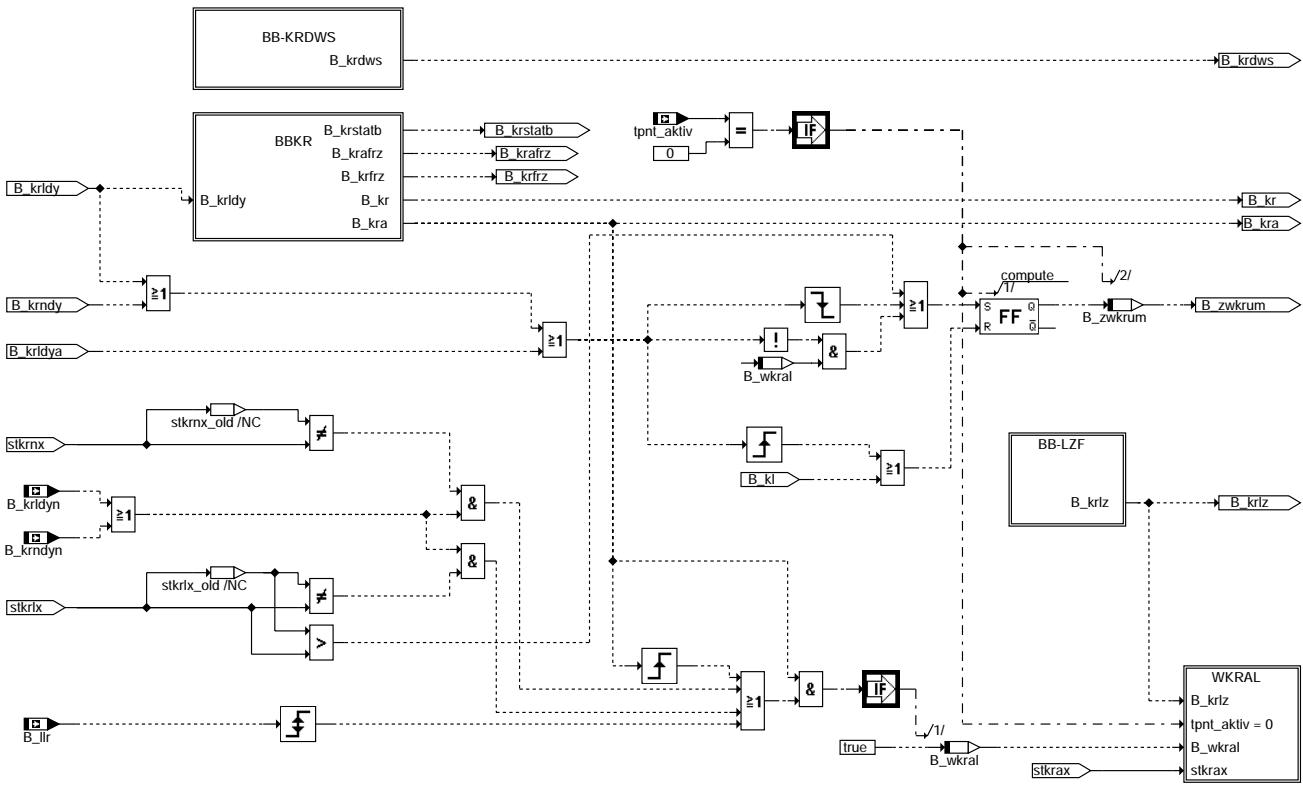 BB-KRDWS
B_krdws
B_krdws
BBKR
B_krstatb
B_krafrz
B_krfrz
B_krldy
B_kr
B_kra
B_krstatb
B_krafrz
B_krfrz
tpnt_aktiv
0
=
IF
B_krldy
B_kr
B_kra
B_krndy
≧1
B_krldya
≧1
≧1
!
&
B_wkral
compute
/1/
/2/
S Q
FF
R Q̅
B_zwkrum
B_zwkrum
stkrnx_old /NC
stkrnx
≠
B_kl
≧1
BB-LZF
B_krlz
B_krlz
B_krldyn
B_krndyn
≧1
&
&
stkrlx_old /NC
stkrlx
≠
>
B_llr
≧1
&
IF
/1/
true
B_wkral
stkrax
WKRAL
B_krlz
tpnt_aktiv = 0
B_wkral
stkrax